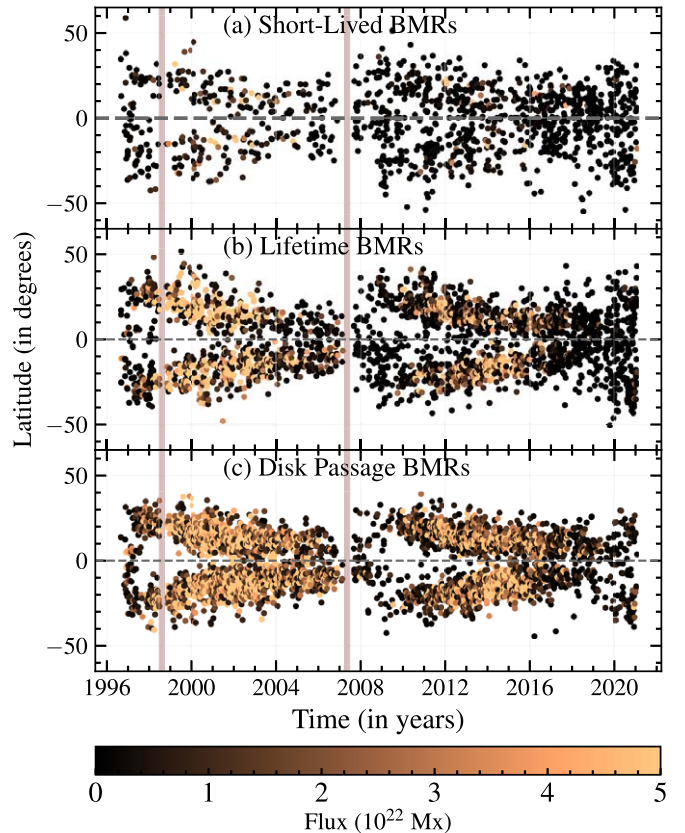 (a) Short-Lived BMRs
50
0
−50
(b) Lifetime BMRs
50
0
−50
(c) Disk Passage BMRs
50
0
−50
Latitude (in degrees)
1996 2000 2004 2008 2012 2016 2020
Time (in years)
0 1 2 3 4 5
Flux (10²² Mx)